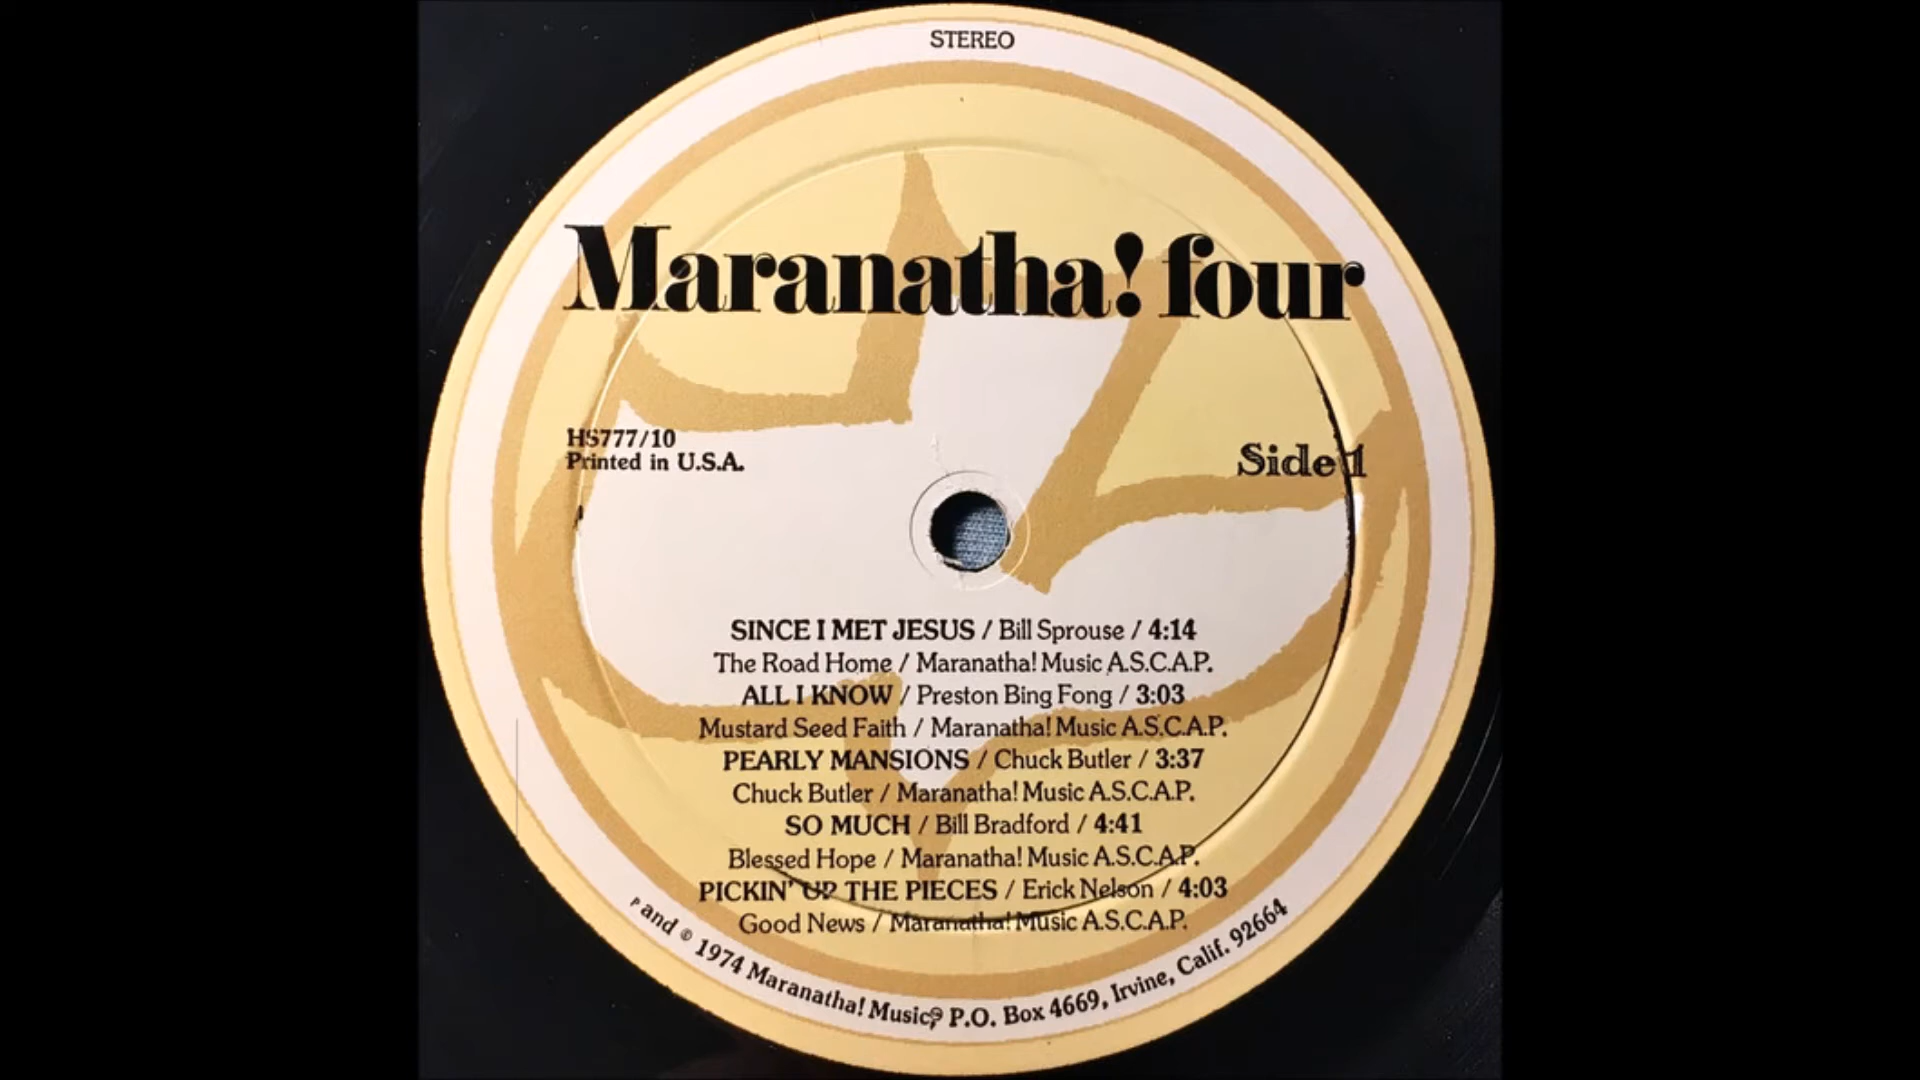 STEREO
Maranatha! four
HS777/10
Printed in U.S.A.
Side 1
SINCE I MET JESUS / Bill Sprouse / 4:14
The Road Home / Maranatha! Music A.S.C.A.P.
ALL I KNOW / Preston Bing Fong / 3:03
Mustard Seed Faith / Maranatha! Music A.S.C.A.P.
PEARLY MANSIONS / Chuck Butler / 3:37
Chuck Butler / Maranatha! Music A.S.C.A.P.
SO MUCH / Bill Bradford / 4:41
Blessed Hope / Maranatha! Music A.S.C.A.P.
PICKIN' UP THE PIECES / Erick Nelson / 4:03
Good News / Maranatha! Music A.S.C.A.P.
P and © 1974 Maranatha! Music, P.O. Box 4669, Irvine, Calif. 92664